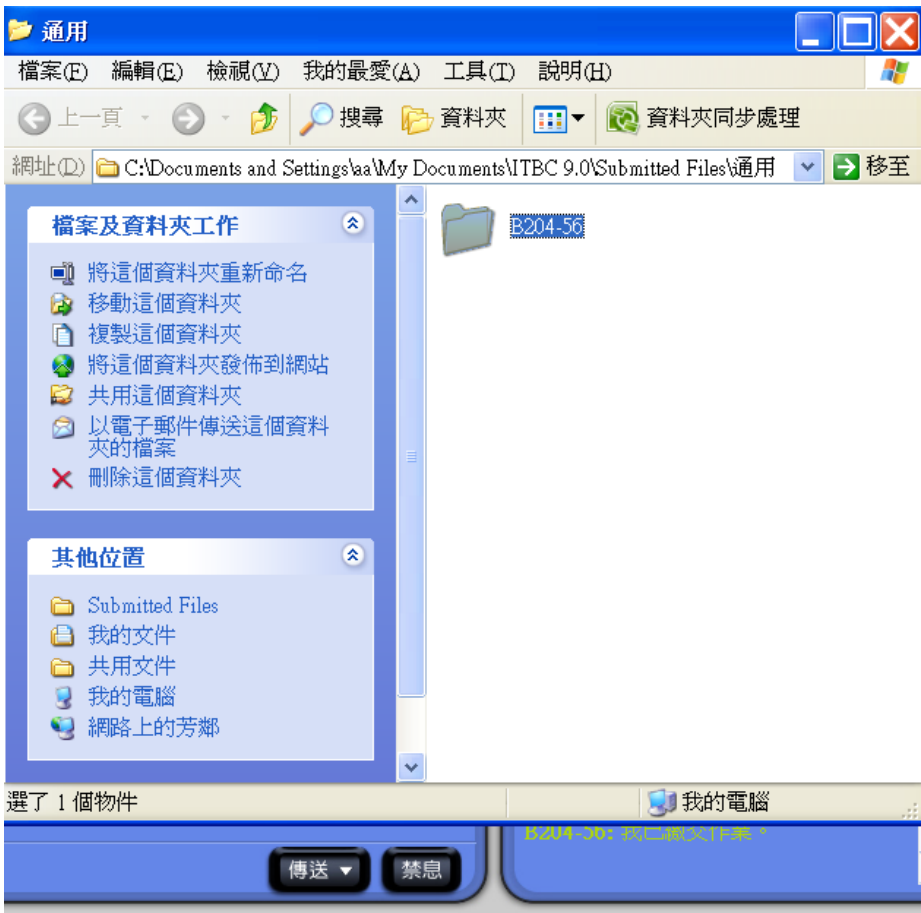 通用
檔案(F) 編輯(E) 檢視(V) 我的最愛(A) 工具(T) 說明(H)
上一頁 搜尋 資料夾 資料夾同步處理
網址(D) C:\Documents and Settings\aa\My Documents\ITBC 9.0\Submitted Files\通用 移至
檔案及資料夾工作
將這個資料夾重新命名
移動這個資料夾
複製這個資料夾
將這個資料夾發佈到網站
共用這個資料夾
以電子郵件傳送這個資料
夾的檔案
刪除這個資料夾
其他位置
Submitted Files
我的文件
共用文件
我的電腦
網路上的芳鄰
B204-56
選了 1 個物件 我的電腦
B204-56: 我已繳交作業。
傳送 禁息